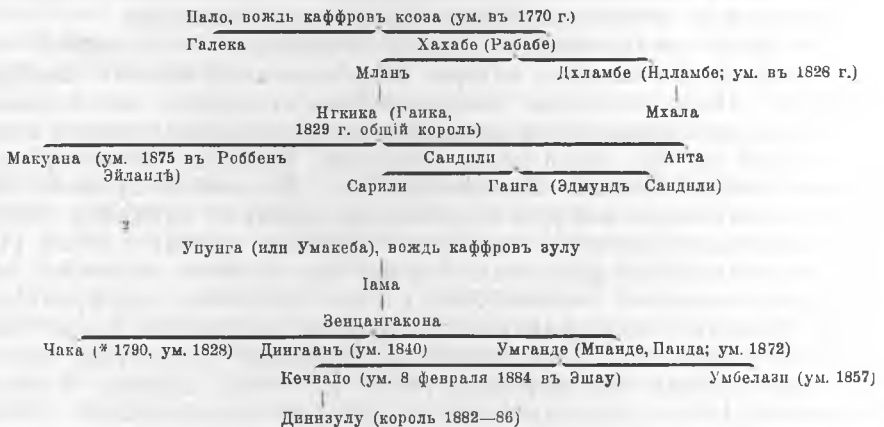 Пало, вождь каффровъ ксоза (ум. въ 1770 г.)
Галека Хахабе (Рабабе)
Мланъ Дхламбе (Ндламбе; ум. въ 1828 г.)
Нгкика (Гаика, Мхала
1829 г. общій король)
Макуана (ум. 1875 въ Роббенъ Сандили Анта
Эйландѣ)
Сарили Ганга (Эдмундъ Сандили)
Упунга (или Умакеба), вождь каффровъ зулу
Іама
Зенцангакона
Чака (* 1790, ум. 1828) Дингаанъ (ум. 1840) Умганде (Мпанде, Панда; ум. 1872)
Кечвайо (ум. 8 февраля 1884 въ Эшау) Умбелази (ум. 1857)
Динизулу (король 1882—86)